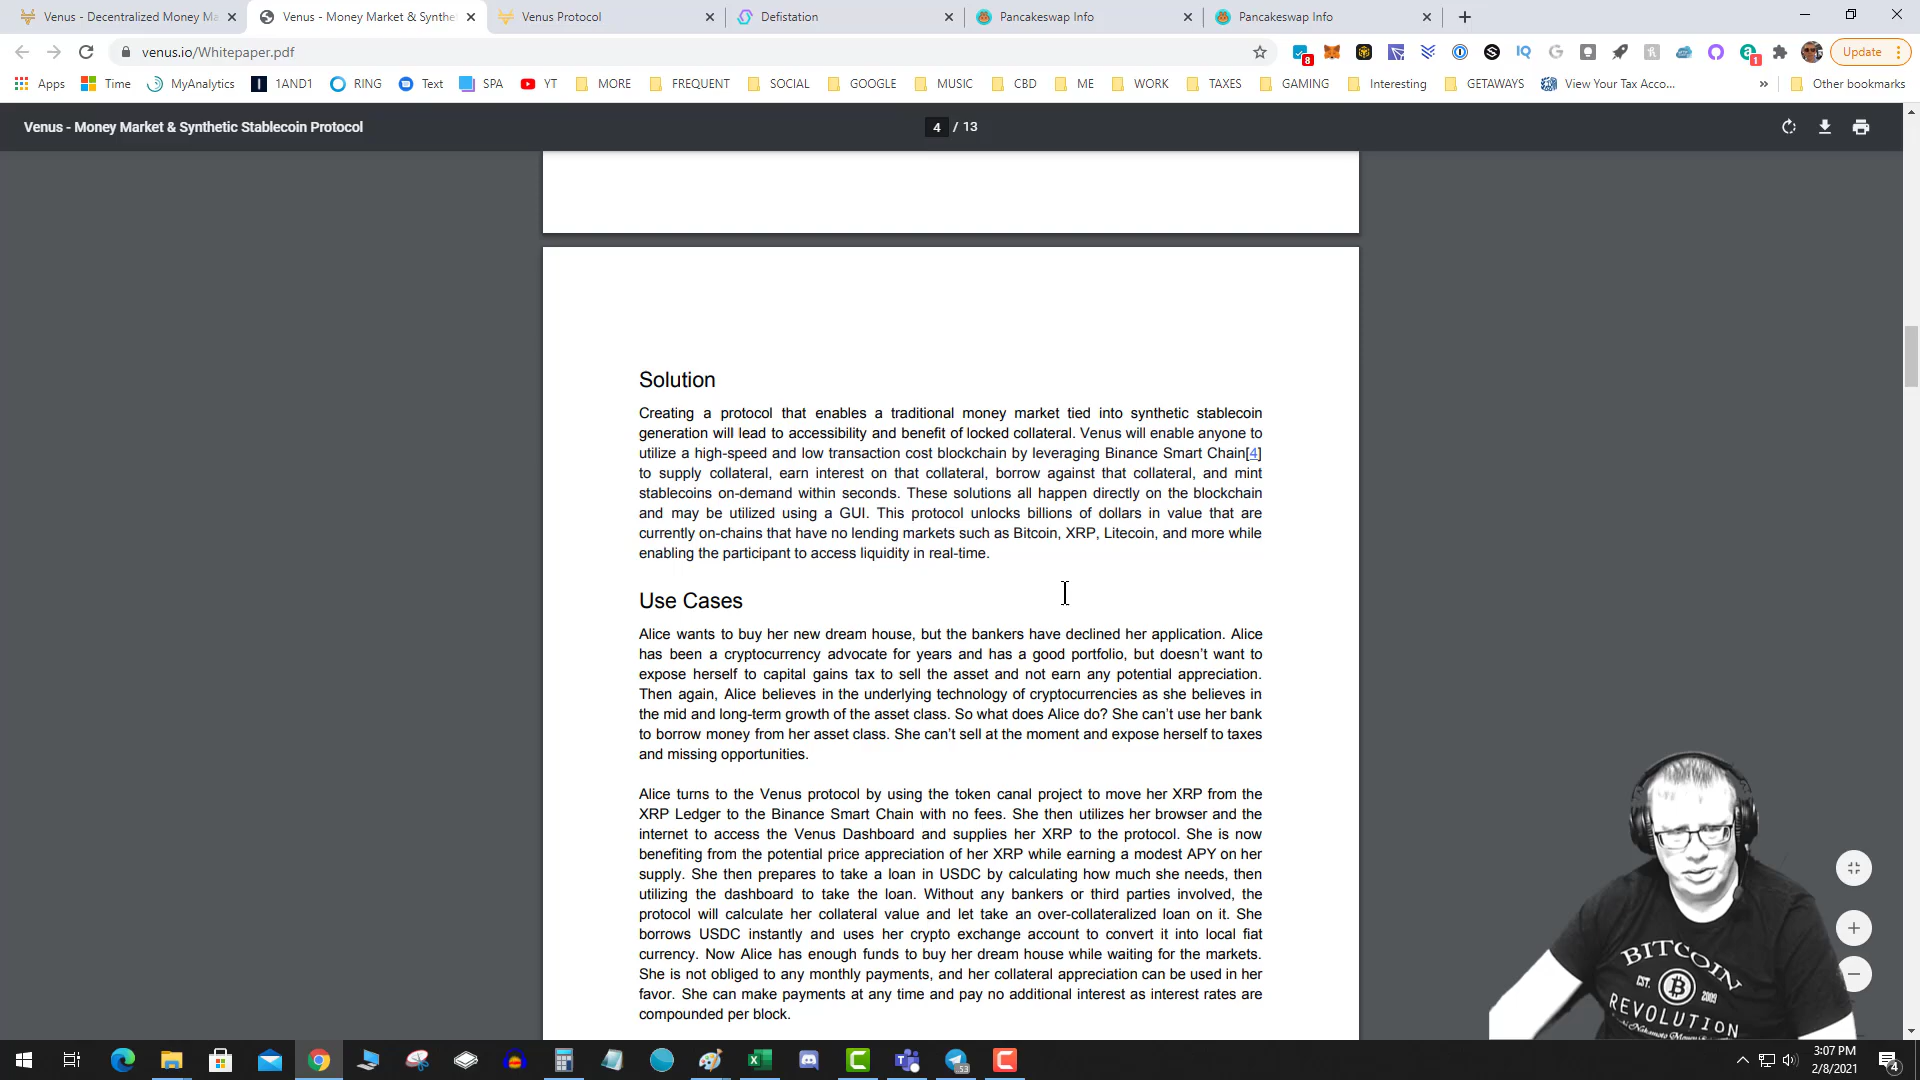 Venus - Decentralized Money Ma
Venus - Money Market & Synthe
Venus Protocol
Defistation
Pancakeswap Info
Pancakeswap Info
venus.io/Whitepaper.pdf
8
IQ
1
Update
Apps
Time
MyAnalytics
1AND1
RING
Text
SPA
YT
MORE
FREQUENT
SOCIAL
GOOGLE
MUSIC
CBD
ME
WORK
TAXES
GAMING
Interesting
GETAWAYS
View Your Tax Acco...
»
Other bookmarks
Venus - Money Market & Synthetic Stablecoin Protocol
4 / 13
Solution
Creating a protocol that enables a traditional money market tied into synthetic stablecoin
generation will lead to accessibility and benefit of locked collateral. Venus will enable anyone to
utilize a high-speed and low transaction cost blockchain by leveraging Binance Smart Chain[4]
to supply collateral, earn interest on that collateral, borrow against that collateral, and mint
stablecoins on-demand within seconds. These solutions all happen directly on the blockchain
and may be utilized using a GUI. This protocol unlocks billions of dollars in value that are
currently on-chains that have no lending markets such as Bitcoin, XRP, Litecoin, and more while
enabling the participant to access liquidity in real-time.
Use Cases
Alice wants to buy her new dream house, but the bankers have declined her application. Alice
has been a cryptocurrency advocate for years and has a good portfolio, but doesn't want to
expose herself to capital gains tax to sell the asset and not earn any potential appreciation.
Then again, Alice believes in the underlying technology of cryptocurrencies as she believes in
the mid and long-term growth of the asset class. So what does Alice do? She can't use her bank
to borrow money from her asset class. She can't sell at the moment and expose herself to taxes
and missing opportunities.
Alice turns to the Venus protocol by using the token canal project to move her XRP from the
XRP Ledger to the Binance Smart Chain with no fees. She then utilizes her browser and the
internet to access the Venus Dashboard and supplies her XRP to the protocol. She is now
benefiting from the potential price appreciation of her XRP while earning a modest APY on her
supply. She then prepares to take a loan in USDC by calculating how much she needs, then
utilizing the dashboard to take the loan. Without any bankers or third parties involved, the
protocol will calculate her collateral value and let take an over-collateralized loan on it. She
borrows USDC instantly and uses her crypto exchange account to convert it into local fiat
currency. Now Alice has enough funds to buy her dream house while waiting for the markets.
She is not obliged to any monthly payments, and her collateral appreciation can be used in her
favor. She can make payments at any time and pay no additional interest as interest rates are
compounded per block.
BITCOIN
EST. 2009
REVOLUTION
53
3:07 PM
2/8/2021
4